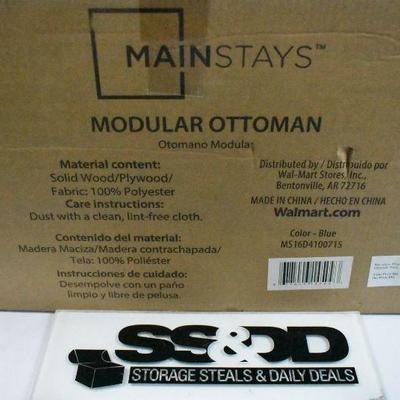 MAINSTAYS™
MODULAR OTTOMAN
Otomano Modular
Material content:
Solid Wood/Plywood/
Fabric: 100% Polyester
Care instructions:
Dust with a clean, lint-free cloth.
Contenido del material:
Madera Maciza/Madera contrachapada/
Tela: 100% Poliéster
Instrucciones de cuidado:
Desempolve con un paño
limpio y libre de pelusa.
Distributed by / Distribuido por
Wal-Mart Stores, Inc.,
Bentonville, AR 72716
MADE IN CHINA / HECHO EN CHINA
Walmart.com
Color - Blue
MS16D4100715
SS&DD
STORAGE STEALS & DAILY DEALS